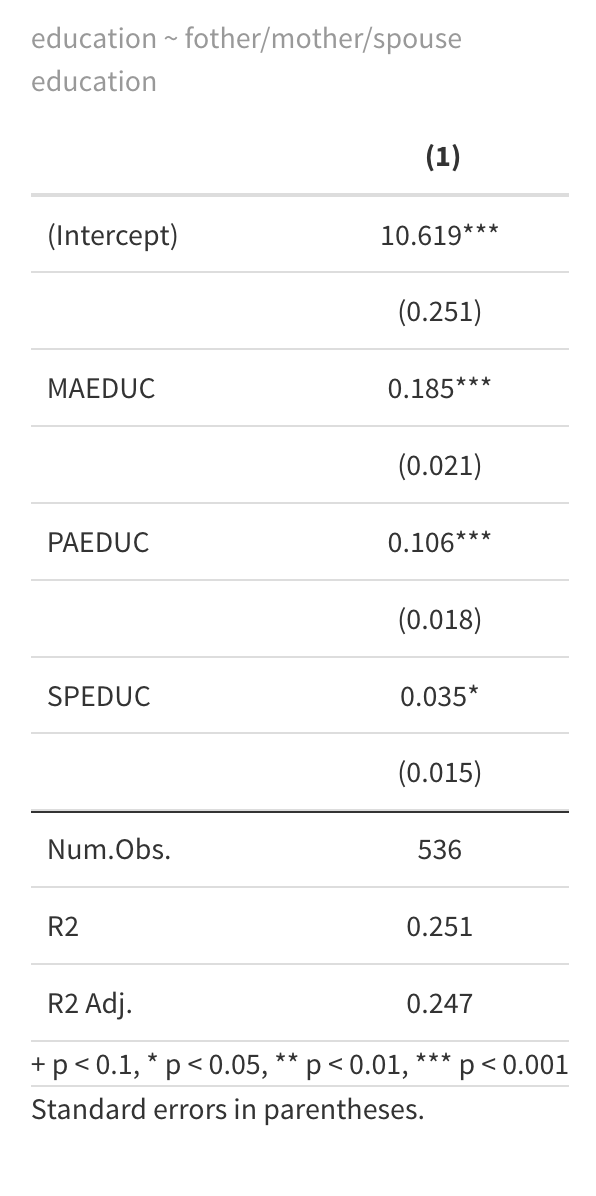 education ~ fother/mother/spouse
education
(1)
(Intercept) 10.619***
(0.251)
MAEDUC 0.185***
(0.021)
PAEDUC 0.106***
(0.018)
SPEDUC 0.035*
(0.015)
Num.Obs. 536
R2 0.251
R2 Adj. 0.247
+ p < 0.1, * p < 0.05, ** p < 0.01, *** p < 0.001
Standard errors in parentheses.